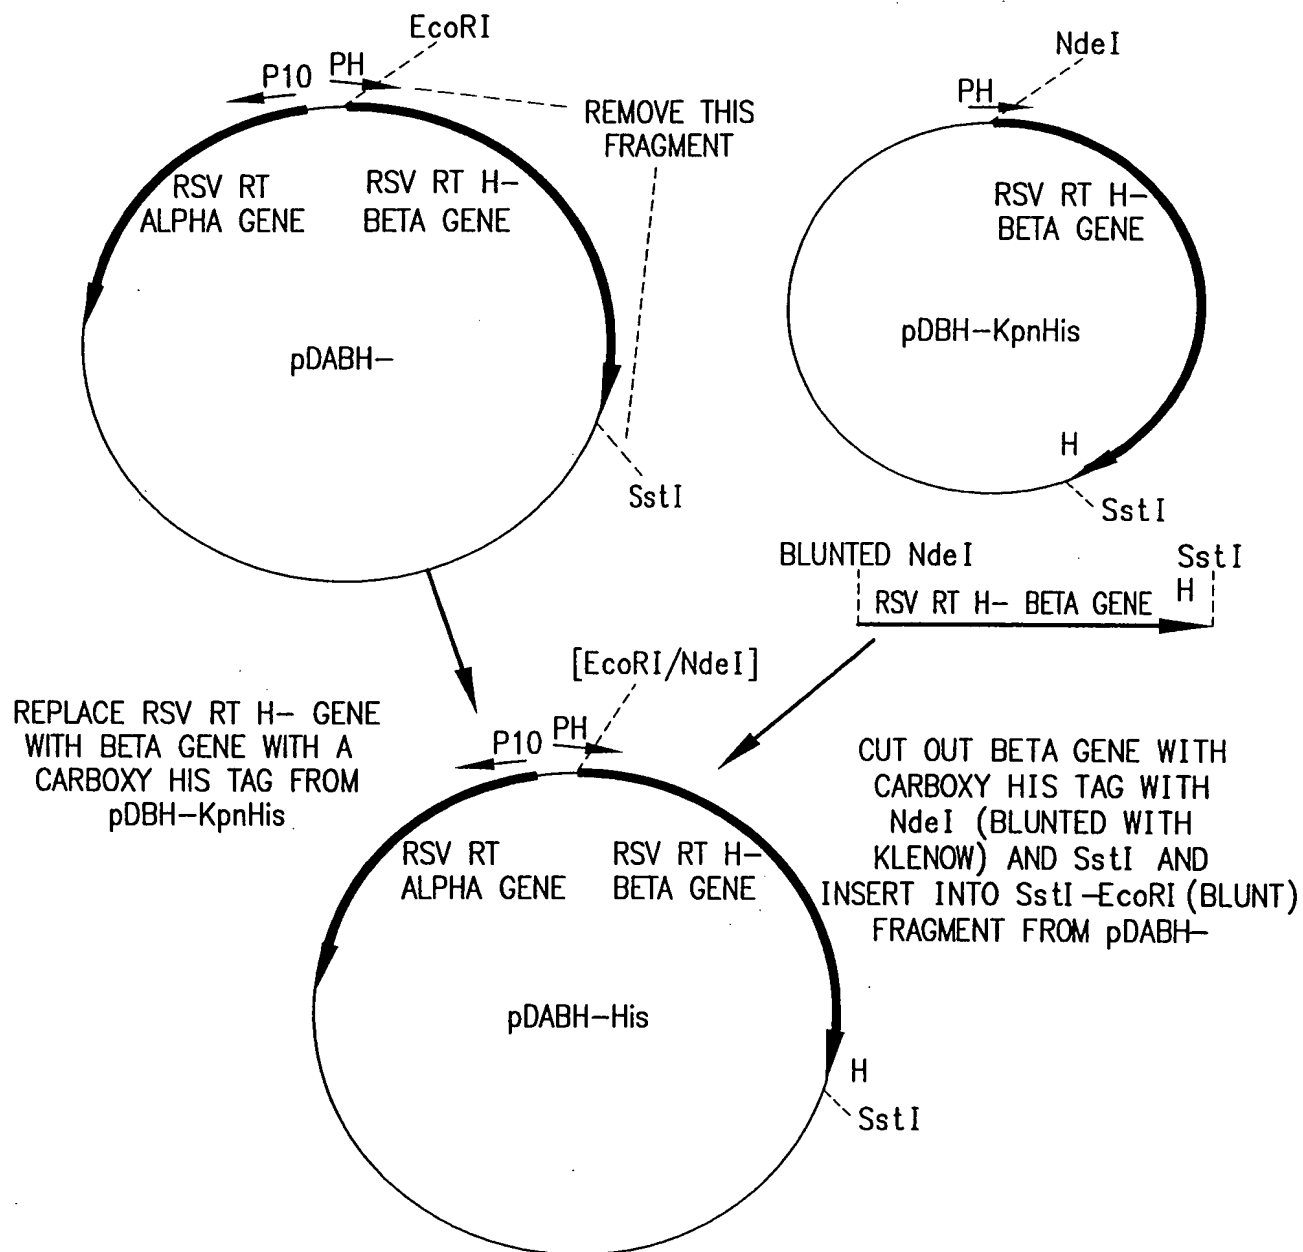 EcoRI
P10
PH
REMOVE THIS
FRAGMENT
RSV RT
ALPHA GENE
RSV RT H–
BETA GENE
pDABH–
SstI
NdeI
PH
RSV RT H–
BETA GENE
pDBH–KpnHis
H
SstI
BLUNTED NdeI
SstI
RSV RT H– BETA GENE
H
[EcoRI/NdeI]
REPLACE RSV RT H– GENE
WITH BETA GENE WITH A
CARBOXY HIS TAG FROM
pDBH–KpnHis
P10
PH
RSV RT
ALPHA GENE
RSV RT H–
BETA GENE
pDABH–His
H
SstI
CUT OUT BETA GENE WITH
CARBOXY HIS TAG WITH
NdeI (BLUNTED WITH
KLENOW) AND SstI AND
INSERT INTO SstI–EcoRI (BLUNT)
FRAGMENT FROM pDABH–